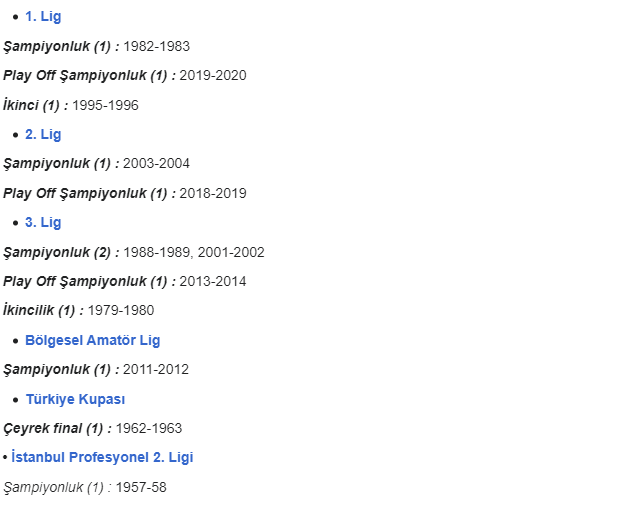 • 1. Lig
Şampiyonluk (1) : 1982-1983
Play Off Şampiyonluk (1) : 2019-2020
İkinci (1) : 1995-1996
• 2. Lig
Şampiyonluk (1) : 2003-2004
Play Off Şampiyonluk (1) : 2018-2019
• 3. Lig
Şampiyonluk (2) : 1988-1989, 2001-2002
Play Off Şampiyonluk (1) : 2013-2014
İkincilik (1) : 1979-1980
• Bölgesel Amatör Lig
Şampiyonluk (1) : 2011-2012
• Türkiye Kupası
Çeyrek final (1) : 1962-1963
• İstanbul Profesyonel 2. Ligi
Şampiyonluk (1) : 1957-58